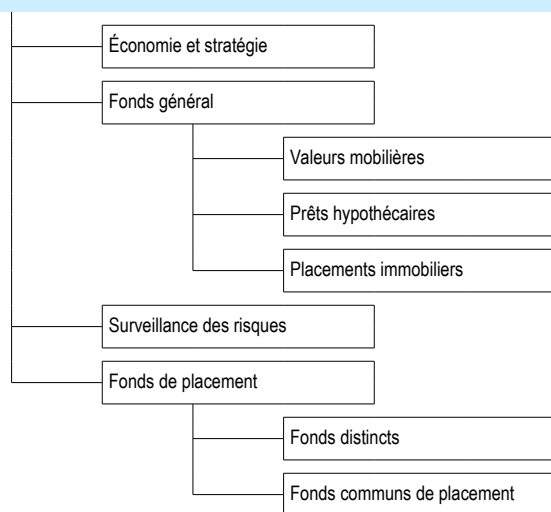 Économie et stratégie
Fonds général
Valeurs mobilières
Prêts hypothécaires
Placements immobiliers
Surveillance des risques
Fonds de placement
Fonds distincts
Fonds communs de placement